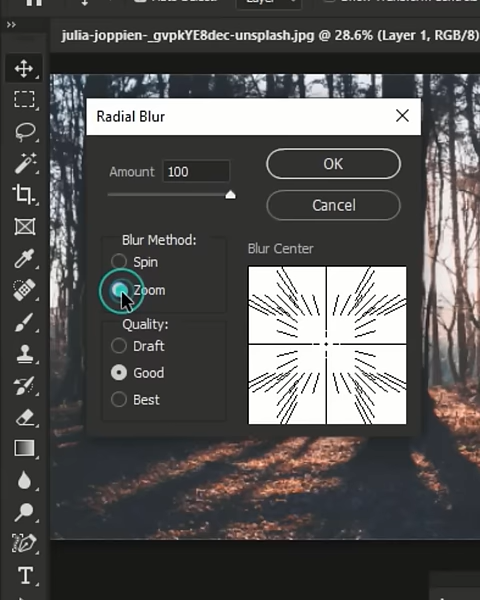 julia-joppien-_gvpkYE8dec-unsplash.jpg @ 28.6% (Layer 1, RGB/8)
Radial Blur
Amount 100
OK
Cancel
Blur Method:
Spin
Zoom
Blur Center
Quality:
Draft
Good
Best